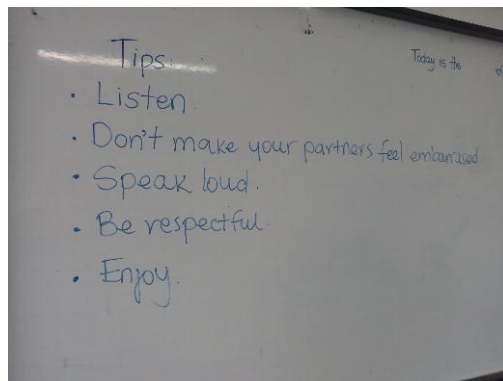 Tips:
Today is the
• Listen.
• Don't make your partners feel embarrased
• Speak loud.
• Be respectful.
• Enjoy.